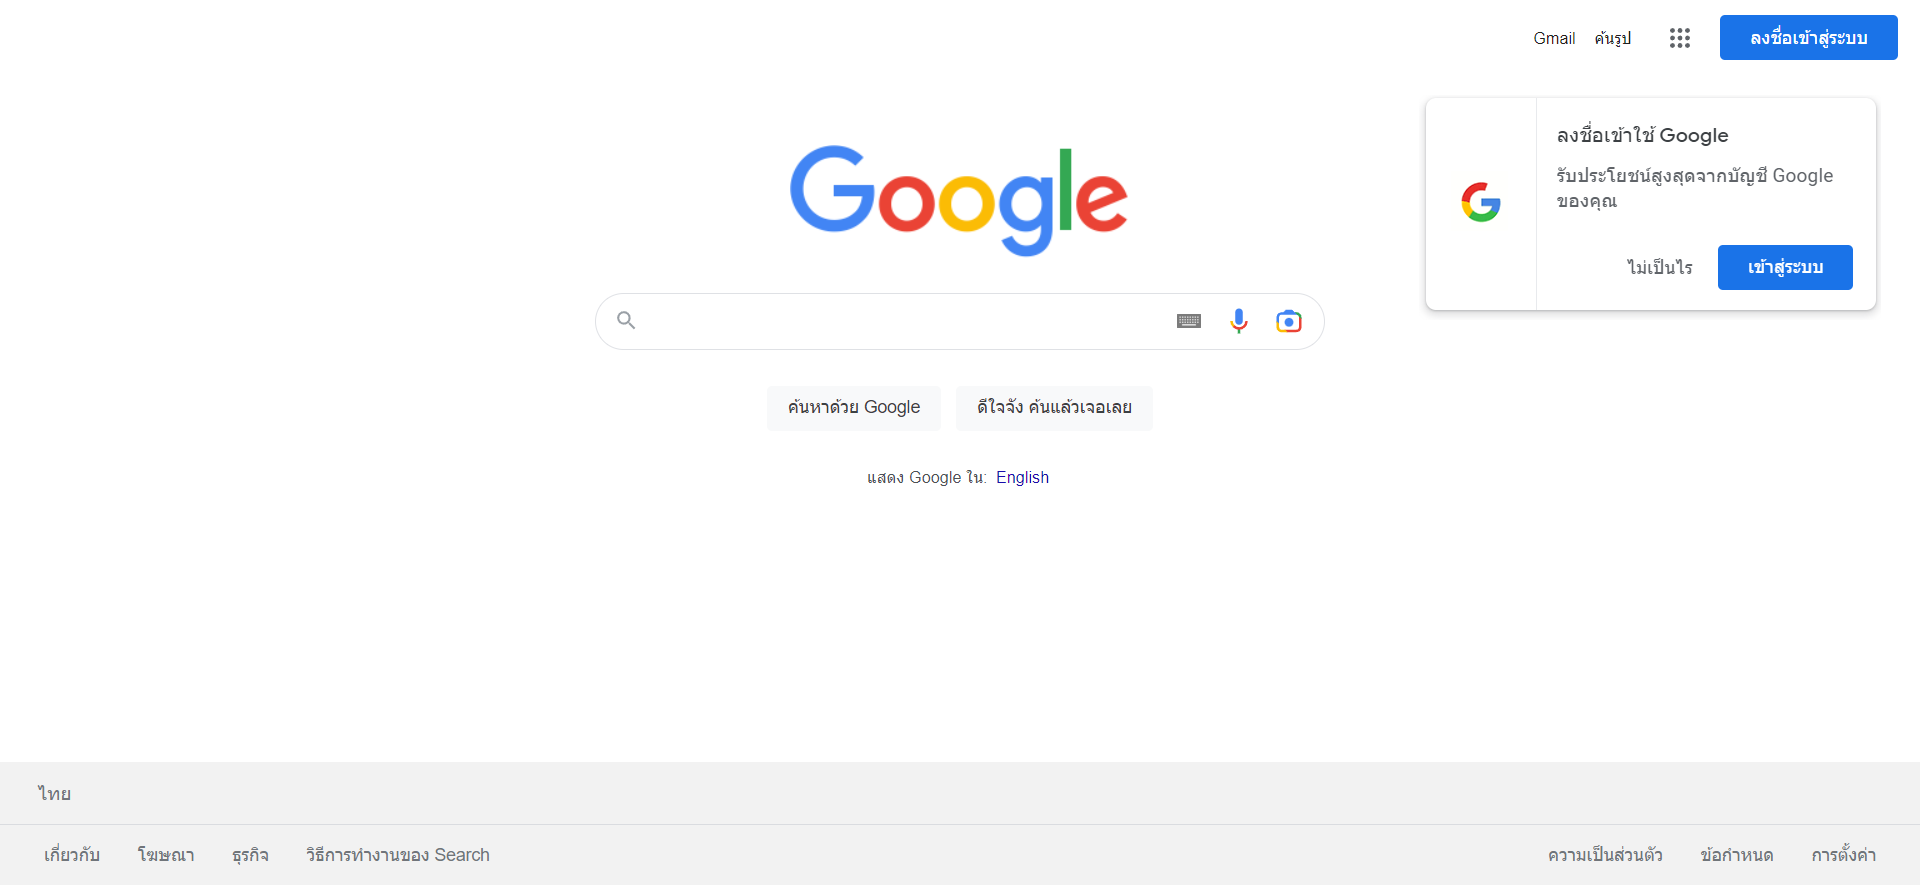 Gmail ค้นรูป ลงชื่อเข้าสู่ระบบ
Google
ลงชื่อเข้าใช้ Google
รับประโยชน์สูงสุดจากบัญชี Google
ของคุณ
ไม่เป็นไร เข้าสู่ระบบ
ค้นหาด้วย Google ดีใจจัง ค้นแล้วเจอเลย
แสดง Google ใน: English
ไทย
เกี่ยวกับ โฆษณา ธุรกิจ วิธีการทำงานของ Search ความเป็นส่วนตัว ข้อกำหนด การตั้งค่า